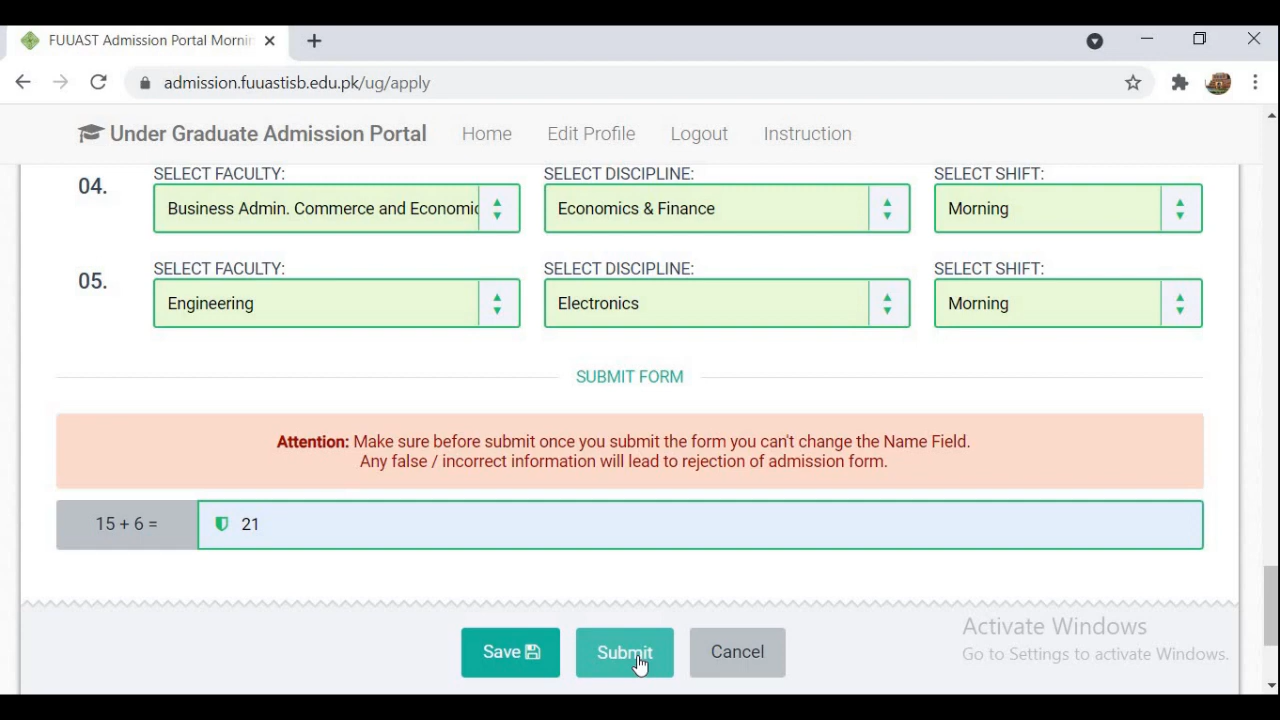 FUUAST Admission Portal Mornin
admission.fuuastisb.edu.pk/ug/apply
Under Graduate Admission Portal Home Edit Profile Logout Instruction
SELECT FACULTY: SELECT DISCIPLINE: SELECT SHIFT:
04. Business Admin. Commerce and Economic Economics & Finance Morning
SELECT FACULTY: SELECT DISCIPLINE: SELECT SHIFT:
05. Engineering Electronics Morning
SUBMIT FORM
Attention: Make sure before submit once you submit the form you can't change the Name Field.
Any false / incorrect information will lead to rejection of admission form.
15 + 6 = 21
Activate Windows
Go to Settings to activate Windows.
Save Submit Cancel